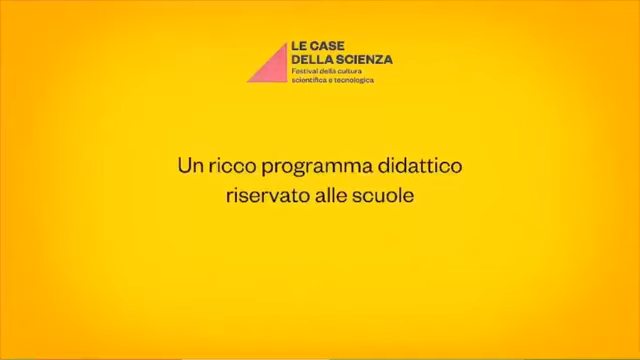 LE CASE
DELLA SCIENZA
Festival della cultura
scientifica e tecnologica
Un ricco programma didattico
riservato alle scuole